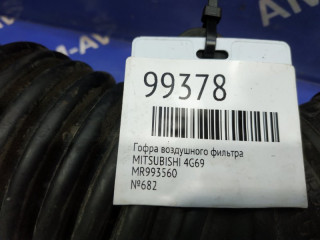 99378
Гофра воздушного фильтра
MITSUBISHI 4G69
MR993560
№682